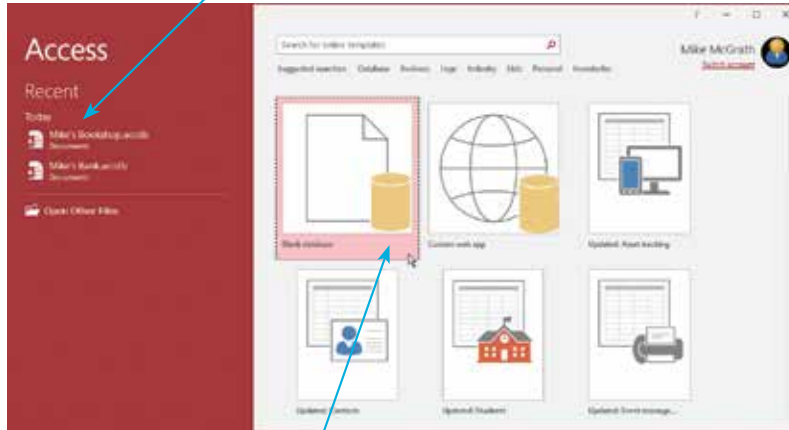 Access
Recent
Today
Mike's Bookshop.accdb
Documents
Mike's Bank.accdb
Documents
Open Other Files
? – □ ×
Search for online templates
Mike McGrath
Switch account
Suggested searches: Database Business Logs Industry Lists Personal
Blank database
Custom web app
Updated: Asset tracking
Updated: Contacts
Updated: Students
Updated: Event manage...